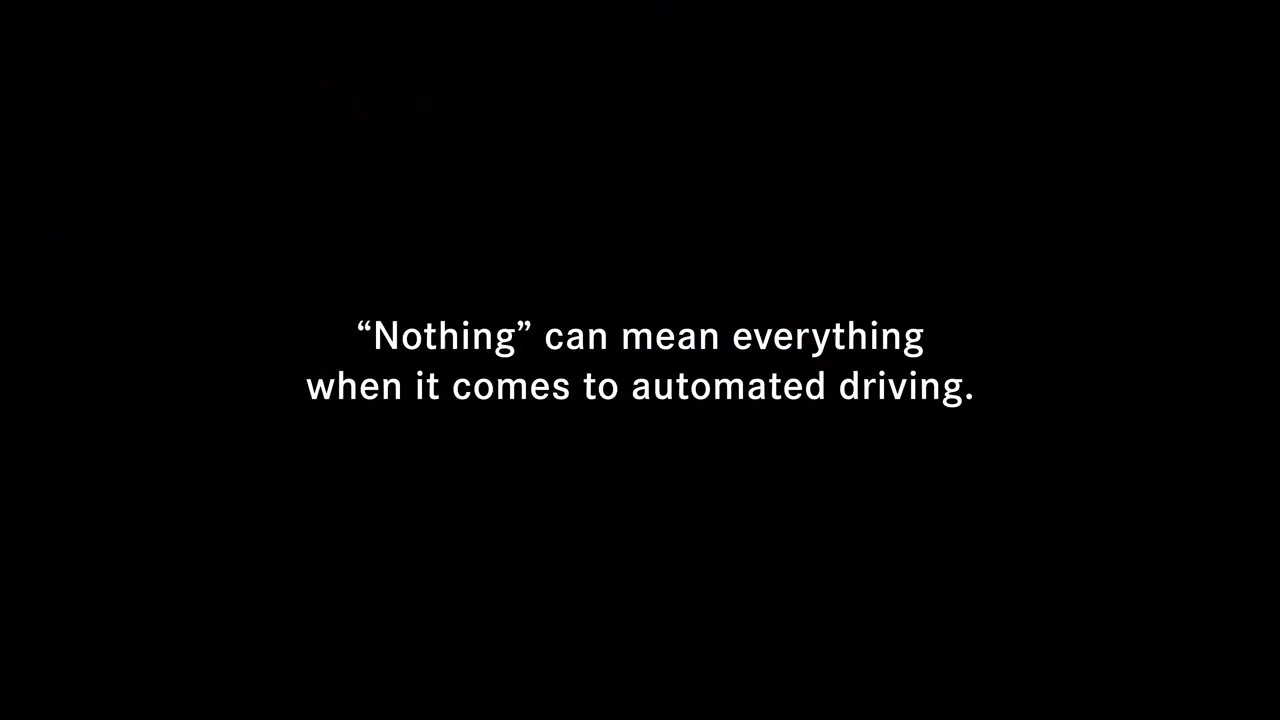 “Nothing” can mean everything
when it comes to automated driving.